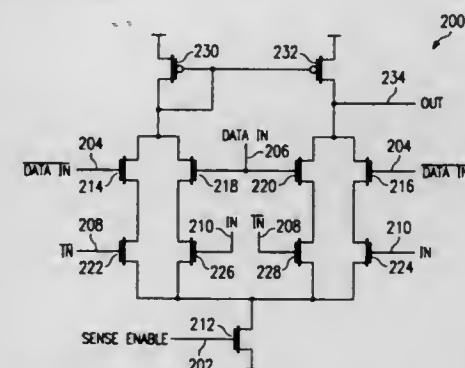 200
230
232
234
OUT
DATA IN
204
206
204
DATA IN
DATA IN
214
218
220
216
208
210
IN
IN
208
210
IN
IN
222
226
228
224
212
SENSE ENABLE
202